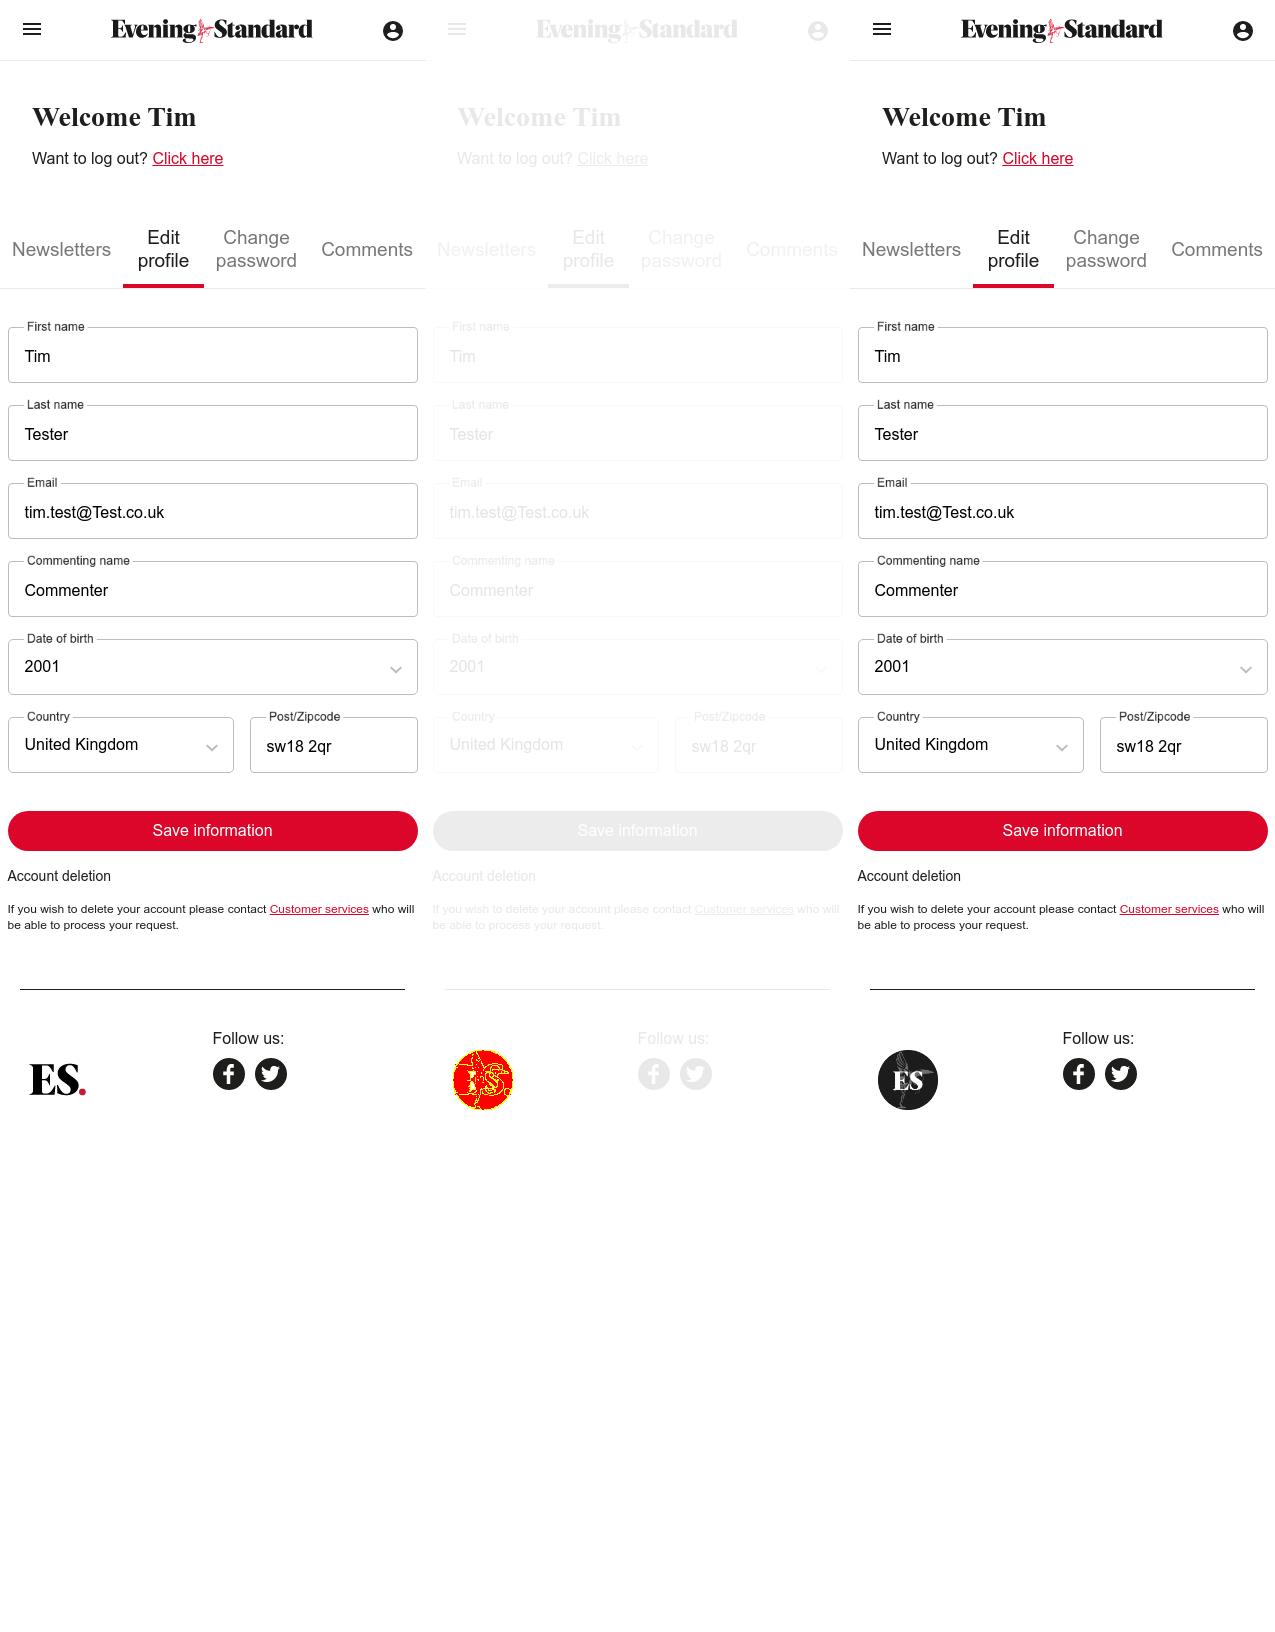 Evening Standard
Welcome Tim
Want to log out? Click here
Newsletters
Edit profile
Change password
Comments
First name
Tim
Last name
Tester
Email
tim.test@Test.co.uk
Commenting name
Commenter
Date of birth
2001
Country
United Kingdom
Post/Zipcode
sw18 2qr
Save information
Account deletion
If you wish to delete your account please contact Customer services who will
be able to process your request.
Follow us:
ES.
Evening Standard
Welcome Tim
Want to log out? Click here
Newsletters
Edit profile
Change password
Comments
First name
Tim
Last name
Tester
Email
tim.test@Test.co.uk
Commenting name
Commenter
Date of birth
2001
Country
United Kingdom
Post/Zipcode
sw18 2qr
Save information
Account deletion
If you wish to delete your account please contact Customer services who will
be able to process your request.
Follow us:
ES.
Evening Standard
Welcome Tim
Want to log out? Click here
Newsletters
Edit profile
Change password
Comments
First name
Tim
Last name
Tester
Email
tim.test@Test.co.uk
Commenting name
Commenter
Date of birth
2001
Country
United Kingdom
Post/Zipcode
sw18 2qr
Save information
Account deletion
If you wish to delete your account please contact Customer services who will
be able to process your request.
Follow us:
ES